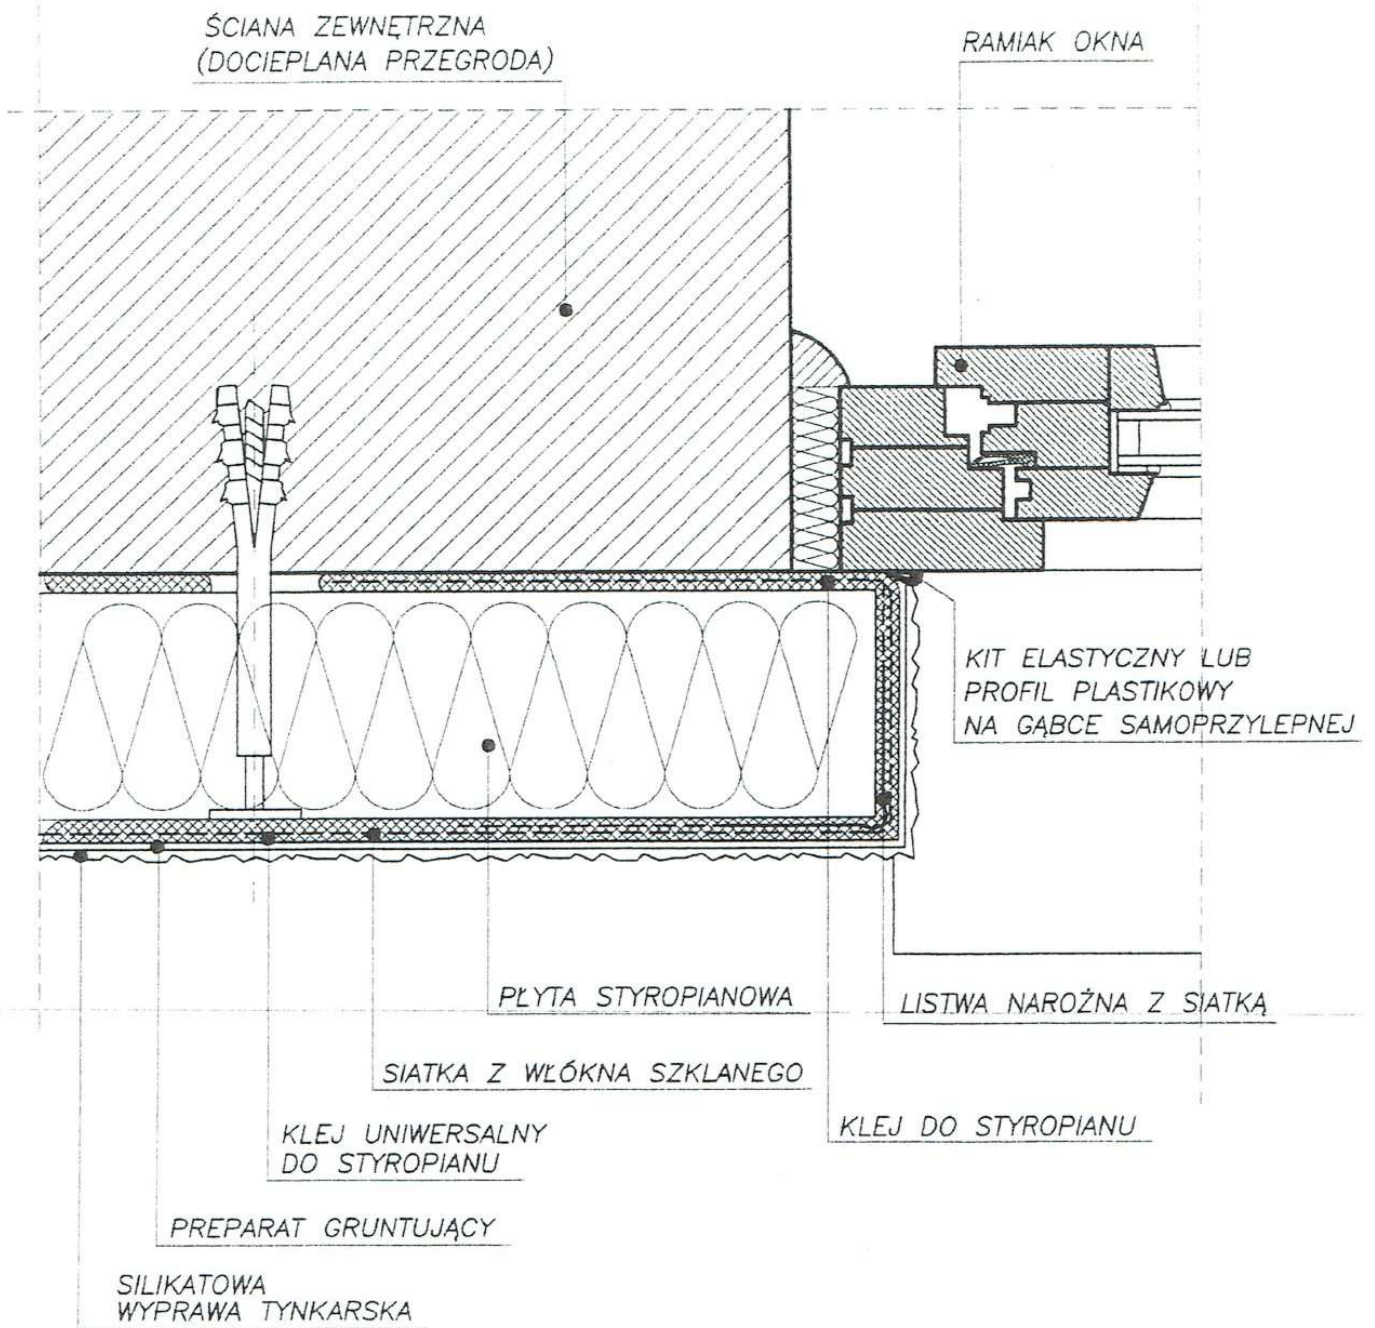 ŚCIANA ZEWNĘTRZNA
(DOCIEPLANA PRZEGRODA)
RAMIAK OKNA
KIT ELASTYCZNY LUB
PROFIL PLASTIKOWY
NA GĄBCE SAMOPRZYLEPNEJ
PŁYTA STYROPIANOWA
LISTWA NAROŻNA Z SIATKĄ
SIATKA Z WŁÓKNA SZKLANEGO
KLEJ UNIWERSALNY
DO STYROPIANU
KLEJ DO STYROPIANU
PREPARAT GRUNTUJĄCY
SILIKATOWA
WYPRAWA TYNKARSKA